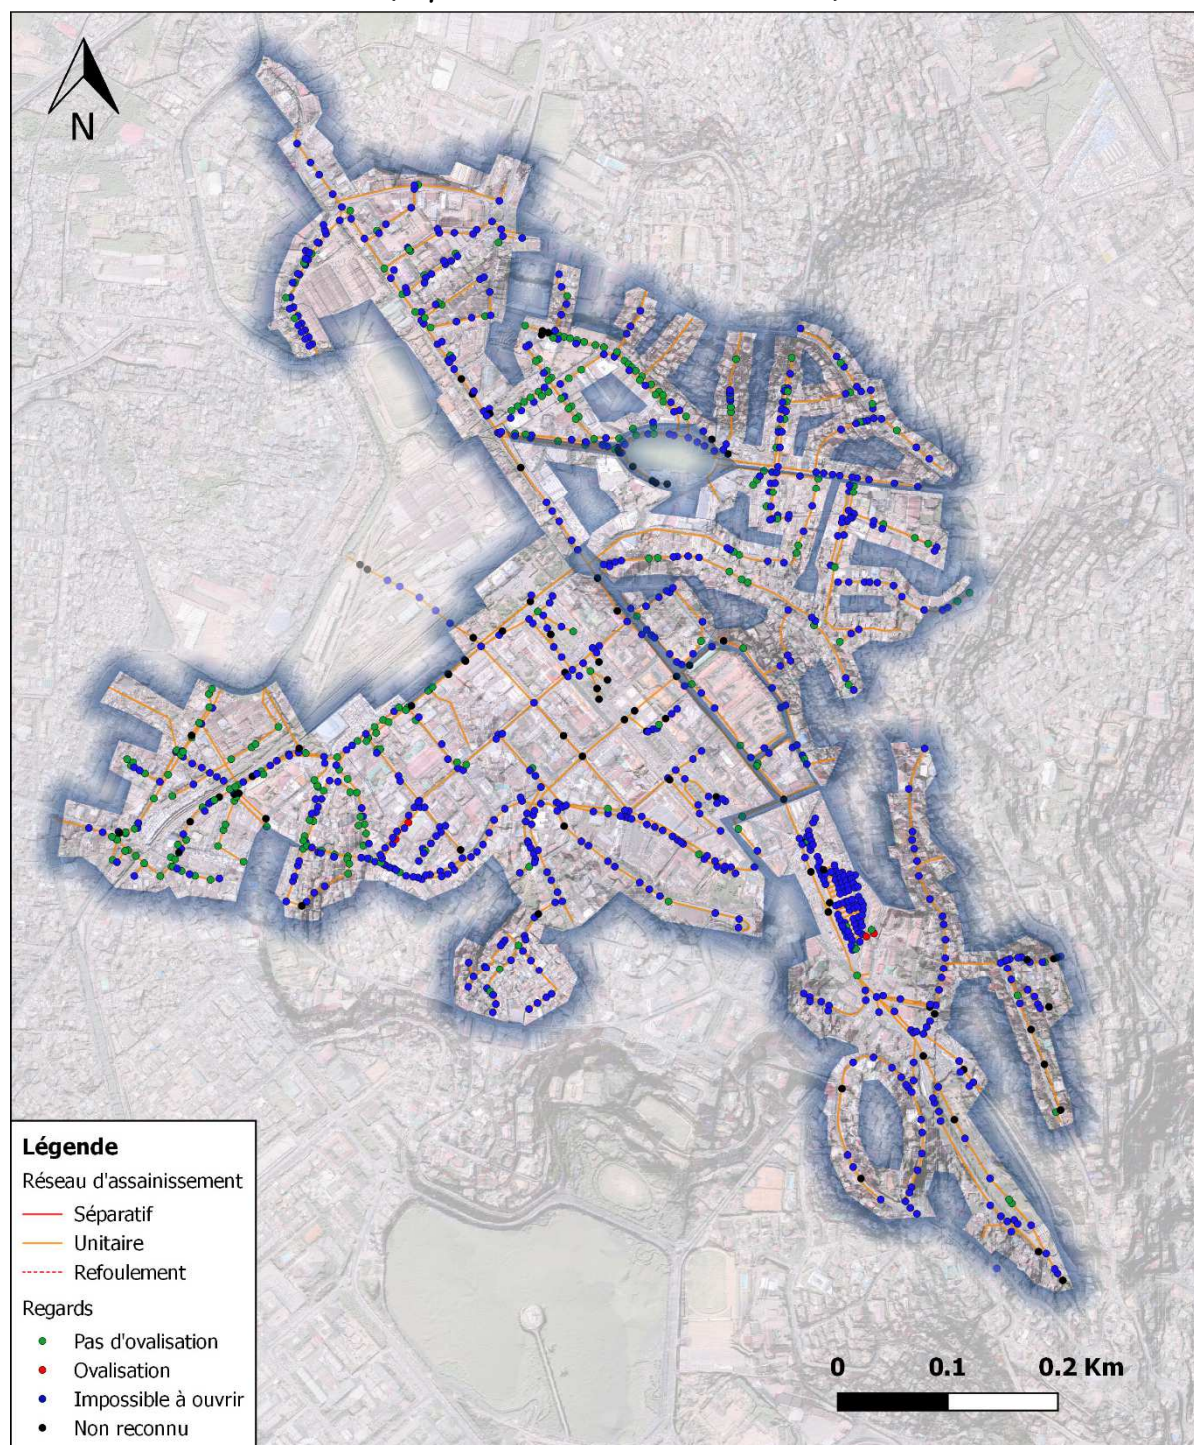 N
Légende
Réseau d'assainissement
Séparatif
Unitaire
Refoulement
Regards
Pas d'ovalisation
Ovalisation
Impossible à ouvrir
Non reconnu
0 0.1 0.2 Km